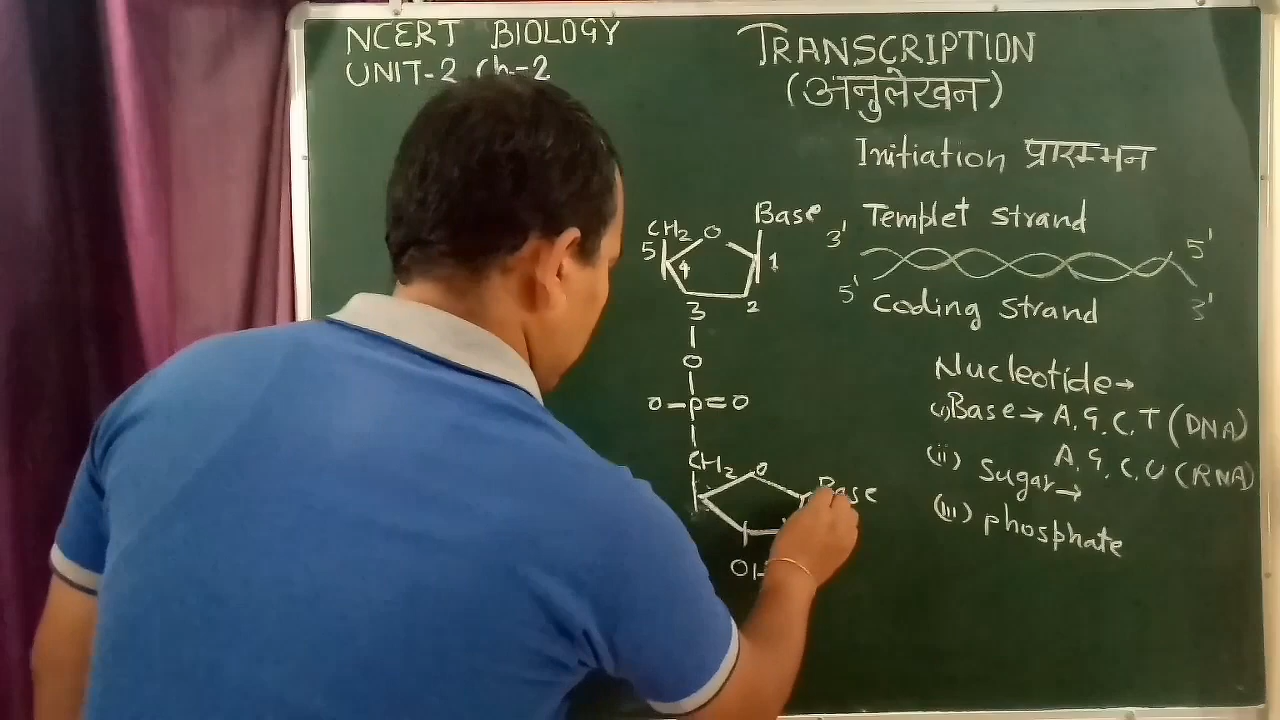 NCERT BIOLOGY
UNIT-2 Ch-2
TRANSCRIPTION
(अनुलेखन)
Initiation प्रारम्भन
Templet strand
3' 5'
5' 3'
Coding strand
Nucleotide→
(i) Base→ A, G, C, T (DNA)
A, G, C, U (RNA)
(ii) Sugar→
(iii) phosphate
Base
CH2 O
5 4 1
3 2
O
O-P=O
CH2 O
Base
OH